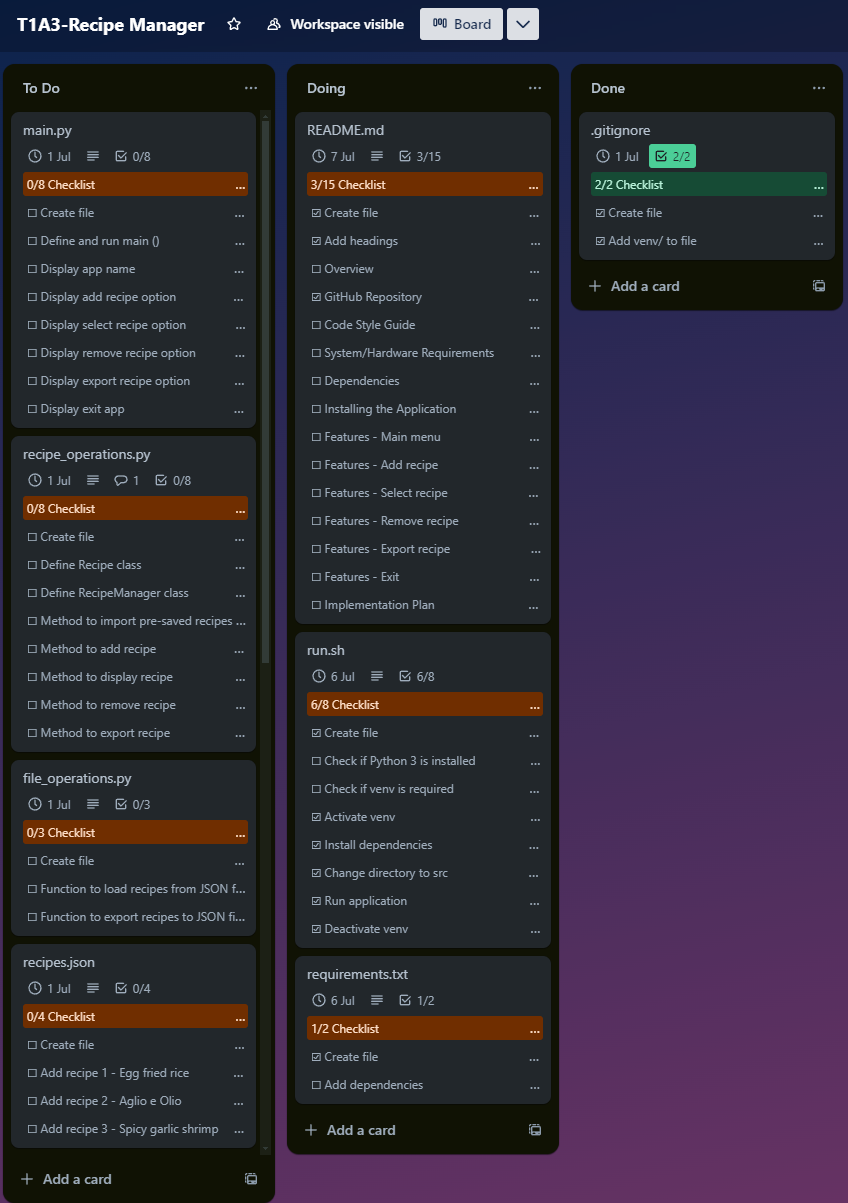 T1A3-Recipe Manager
Workspace visible
Board
To Do
...
main.py
1 Jul
0/8
0/8 Checklist
...
Create file
...
Define and run main ()
...
Display app name
...
Display add recipe option
...
Display select recipe option
...
Display remove recipe option
...
Display export recipe option
...
Display exit app
...
recipe_operations.py
1 Jul
1
0/8
0/8 Checklist
...
Create file
...
Define Recipe class
...
Define RecipeManager class
...
Method to import pre-saved recipes
...
Method to add recipe
...
Method to display recipe
...
Method to remove recipe
...
Method to export recipe
...
file_operations.py
1 Jul
0/3
0/3 Checklist
...
Create file
...
Function to load recipes from JSON f...
Function to export recipes to JSON fi...
recipes.json
1 Jul
0/4
0/4 Checklist
...
Create file
...
Add recipe 1 - Egg fried rice
...
Add recipe 2 - Aglio e Olio
...
Add recipe 3 - Spicy garlic shrimp
...
+ Add a card
Doing
...
README.md
7 Jul
3/15
3/15 Checklist
...
Create file
...
Add headings
...
Overview
...
GitHub Repository
...
Code Style Guide
...
System/Hardware Requirements
...
Dependencies
...
Installing the Application
...
Features - Main menu
...
Features - Add recipe
...
Features - Select recipe
...
Features - Remove recipe
...
Features - Export recipe
...
Features - Exit
...
Implementation Plan
...
run.sh
6 Jul
6/8
6/8 Checklist
...
Create file
...
Check if Python 3 is installed
...
Check if venv is required
...
Activate venv
...
Install dependencies
...
Change directory to src
...
Run application
...
Deactivate venv
...
requirements.txt
6 Jul
1/2
1/2 Checklist
...
Create file
...
Add dependencies
...
+ Add a card
Done
...
.gitignore
1 Jul
2/2
2/2 Checklist
...
Create file
...
Add venv/ to file
...
+ Add a card